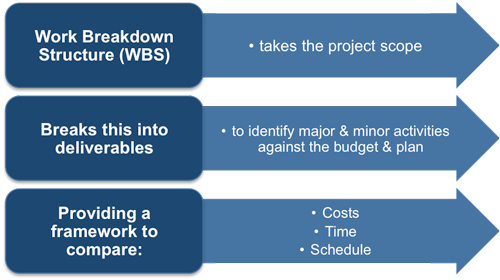 Work Breakdown
Structure (WBS)
• takes the project scope
Breaks this into
deliverables
• to identify major & minor activities
against the budget & plan
Providing a
framework to
compare:
• Costs
• Time
• Schedule